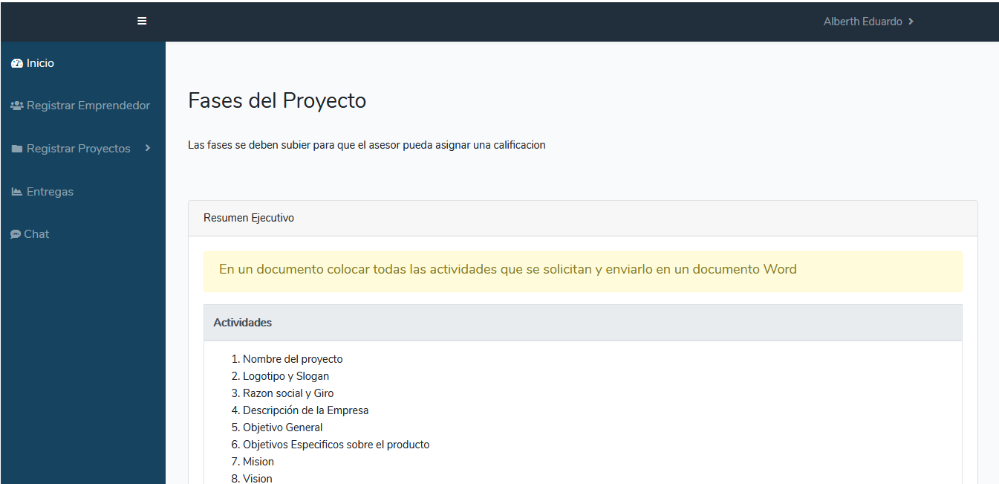 Alberth Eduardo
Inicio
Registrar Emprendedor
Registrar Proyectos
Entregas
Chat
Fases del Proyecto
Las fases se deben subier para que el asesor pueda asignar una calificacion
Resumen Ejecutivo
En un documento colocar todas las actividades que se solicitan y enviarlo en un documento Word
Actividades
1. Nombre del proyecto
2. Logotipo y Slogan
3. Razon social y Giro
4. Descripción de la Empresa
5. Objetivo General
6. Objetivos Especificos sobre el producto
7. Mision
8. Vision